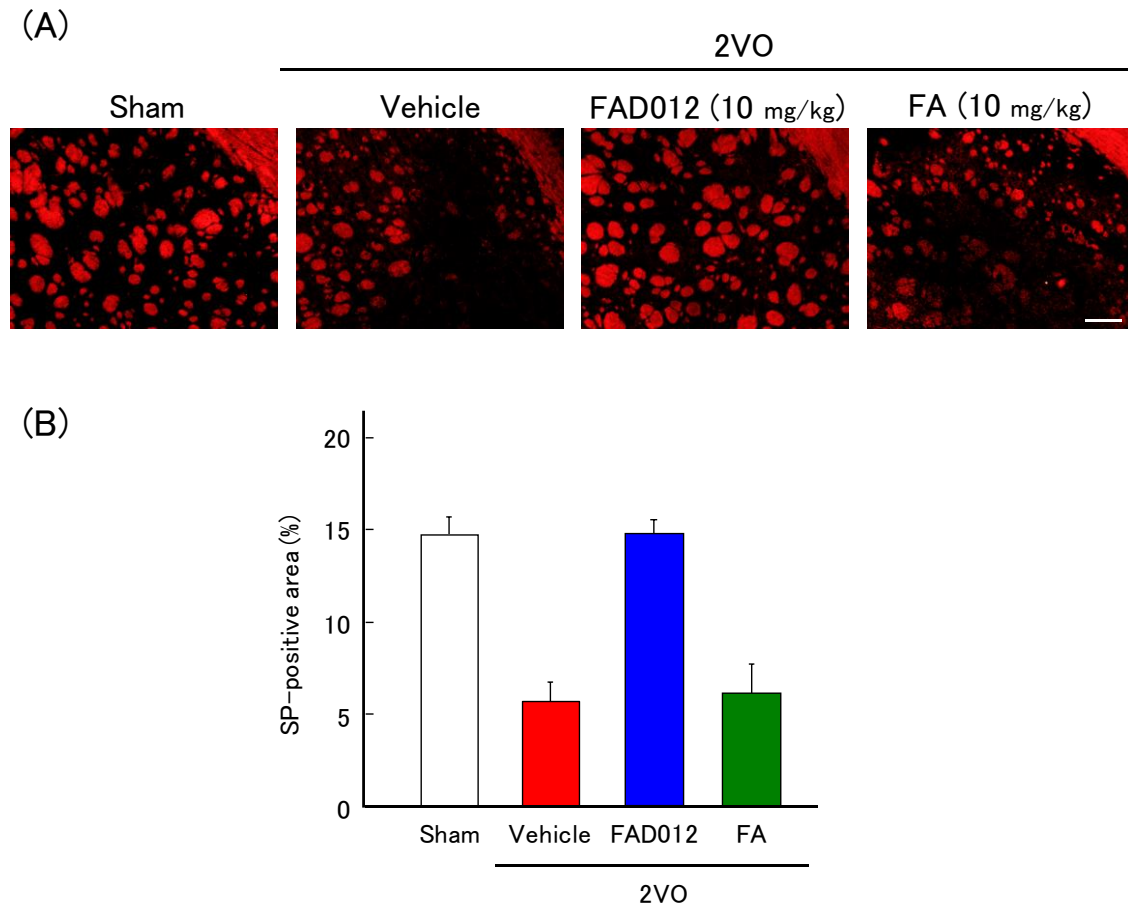 (A)
2VO
Sham Vehicle FAD012 (10 mg/kg) FA (10 mg/kg)
(B)
SP-positive area (%)
20
15
10
5
0
Sham Vehicle FAD012 FA
2VO